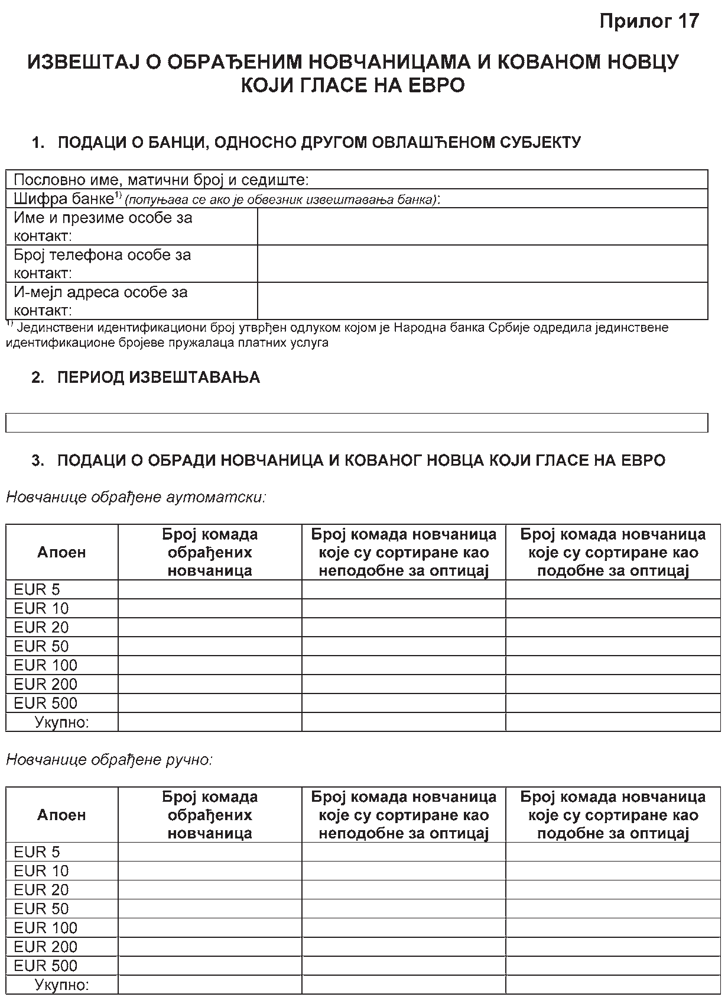 Прилог 17
ИЗВЕШТАЈ О ОБРАЂЕНИМ НОВЧАНИЦАМА И КОВАНОМ НОВЦУ
КОЈИ ГЛАСЕ НА ЕВРО
1. ПОДАЦИ О БАНЦИ, ОДНОСНО ДРУГОМ ОВЛАШЋЕНОМ СУБЈЕКТУ
Пословно име, матични број и седиште:
Шифра банке1) (попуњава се ако је обвезник извештавања банка):
Име и презиме особе за
контакт:
Број телефона особе за
контакт:
И-мејл адреса особе за
контакт:
1) Јединствени идентификациони број утврђен одлуком којом је Народна банка Србије одредила јединствене
идентификационе бројеве пружалаца платних услуга
2. ПЕРИОД ИЗВЕШТАВАЊА
3. ПОДАЦИ О ОБРАДИ НОВЧАНИЦА И КОВАНОГ НОВЦА КОЈИ ГЛАСЕ НА ЕВРО
Новчанице обрађене аутоматски:
Број комада Број комада новчаница Број комада новчаница
Апоен обрађених које су сортиране као које су сортиране као
новчаница неподобне за оптицај подобне за оптицај
EUR 5
EUR 10
EUR 20
EUR 50
EUR 100
EUR 200
EUR 500
Укупно:
Новчанице обрађене ручно:
Број комада Број комада новчаница Број комада новчаница
Апоен обрађених које су сортиране као које су сортиране као
новчаница неподобне за оптицај подобне за оптицај
EUR 5
EUR 10
EUR 20
EUR 50
EUR 100
EUR 200
EUR 500
Укупно: